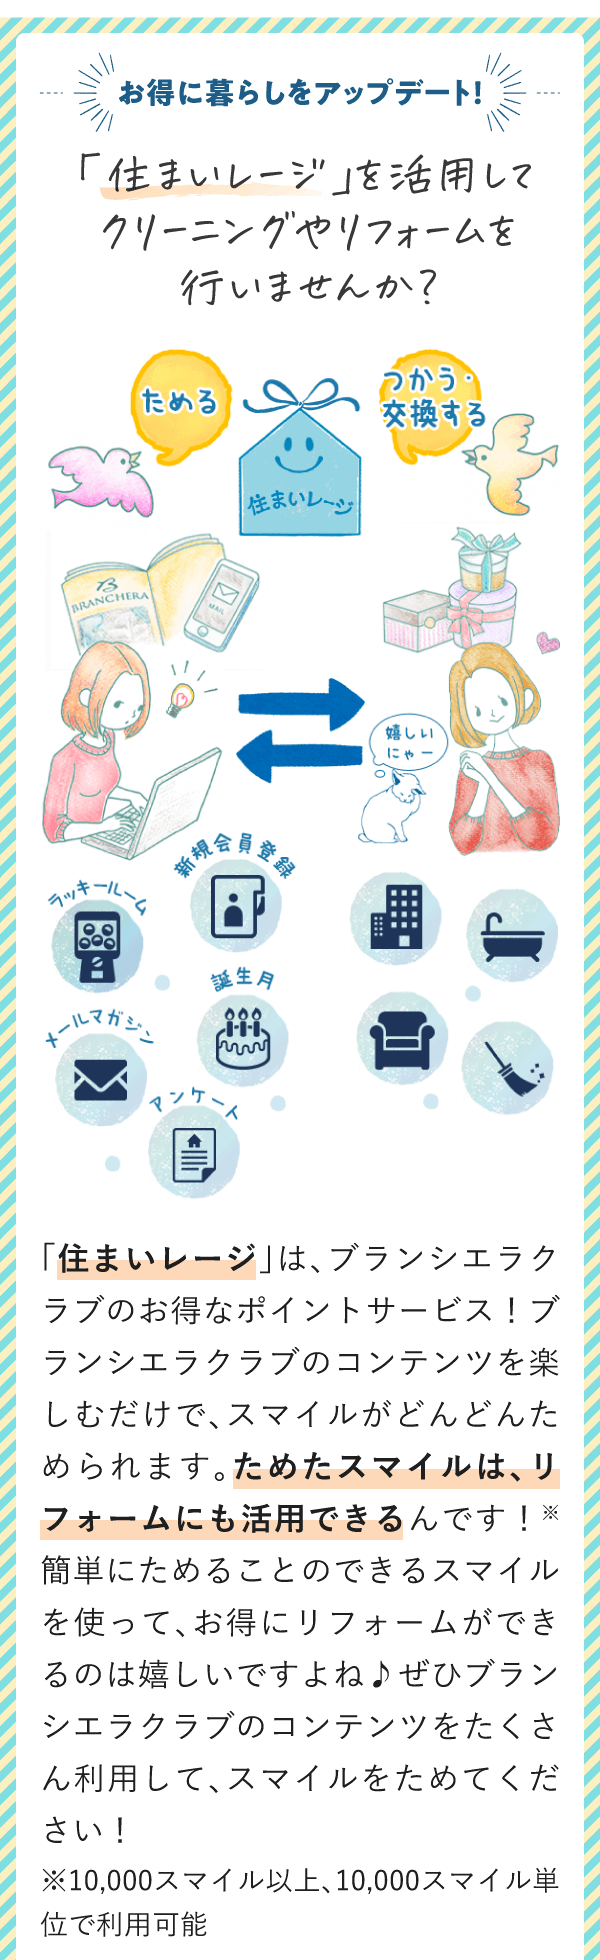 お得に暮らしをアップデート!
「住まいレージ」を活用して
クリーニングやリフォームを
行いませんか?
ためる
つかう・
交換する
住まいレージ
B
BRANCHERA
MAIL
嬉しい
にゃー
新規会員登録
ラッキールーム
誕生月
メールマガジン
アンケート
「住まいレージ」は、ブランシエラク
ラブのお得なポイントサービス！ブ
ランシエラクラブのコンテンツを楽
しむだけで、スマイルがどんどんた
められます。ためたスマイルは、リ
フォームにも活用できるんです！※
簡単にためることのできるスマイル
を使って、お得にリフォームができ
るのは嬉しいですよね♪ぜひブラン
シエラクラブのコンテンツをたくさ
ん利用して、スマイルをためてくだ
さい！
※10,000スマイル以上、10,000スマイル単
位で利用可能